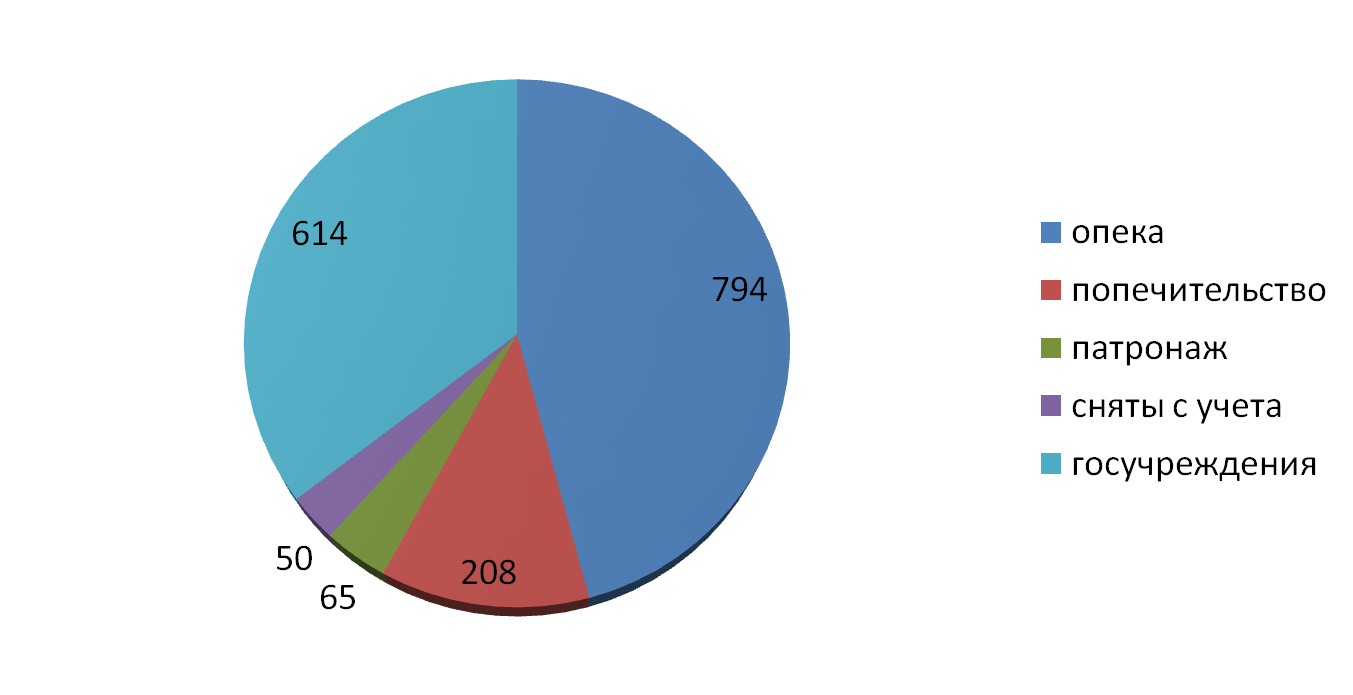 614
794
50
65
208
опека
попечительство
патронаж
сняты с учета
госучреждения